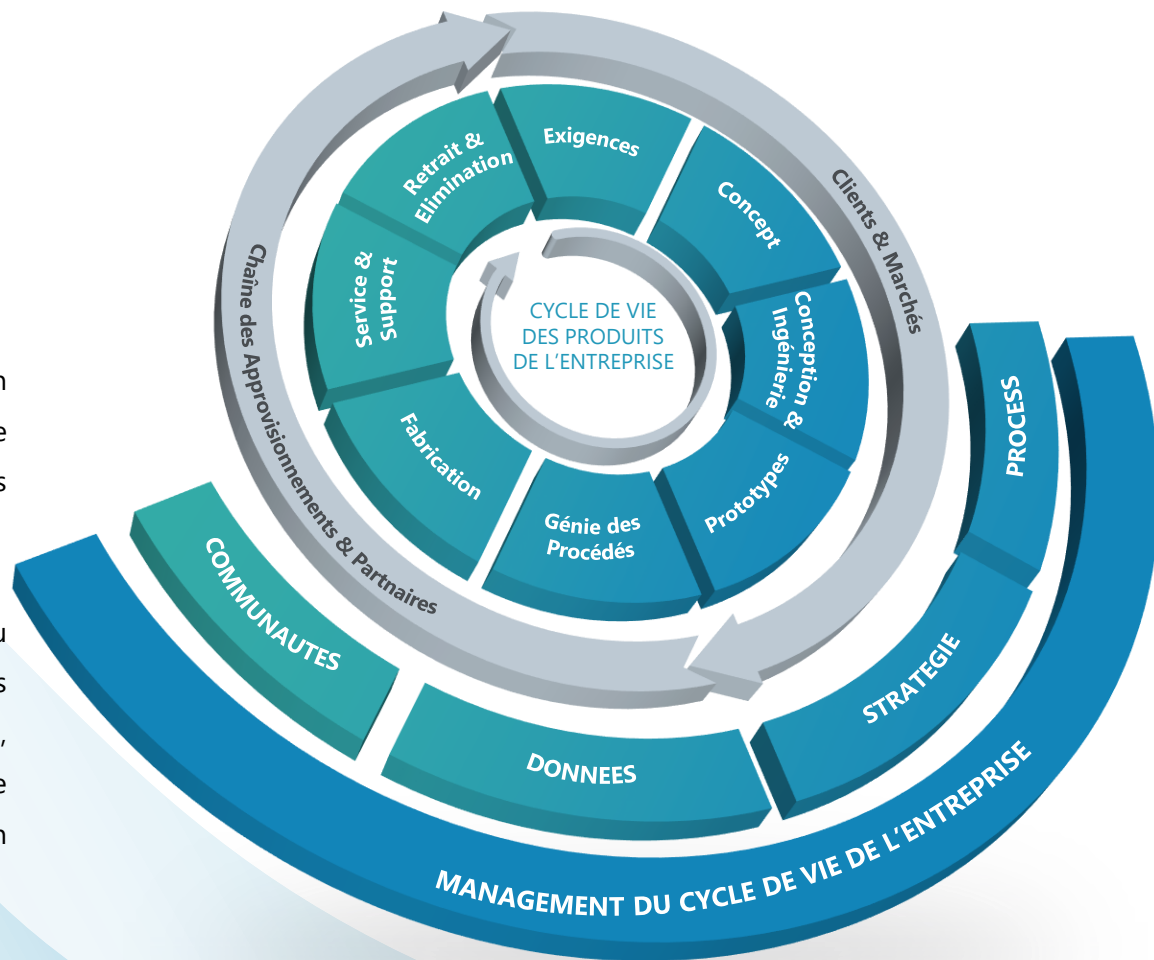 Exigences
Concept
Conception &
Ingénierie
Prototypes
Génie des
Procédés
Fabrication
Service &
Support
Retrait &
Elimination
CYCLE DE VIE
DES PRODUITS
DE L'ENTREPRISE
Clients & Marchés
Chaîne des Approvisionnements & Partnaires
PROCESS
STRATEGIE
DONNEES
COMMUNAUTES
MANAGEMENT DU CYCLE DE VIE DE L'ENTREPRISE